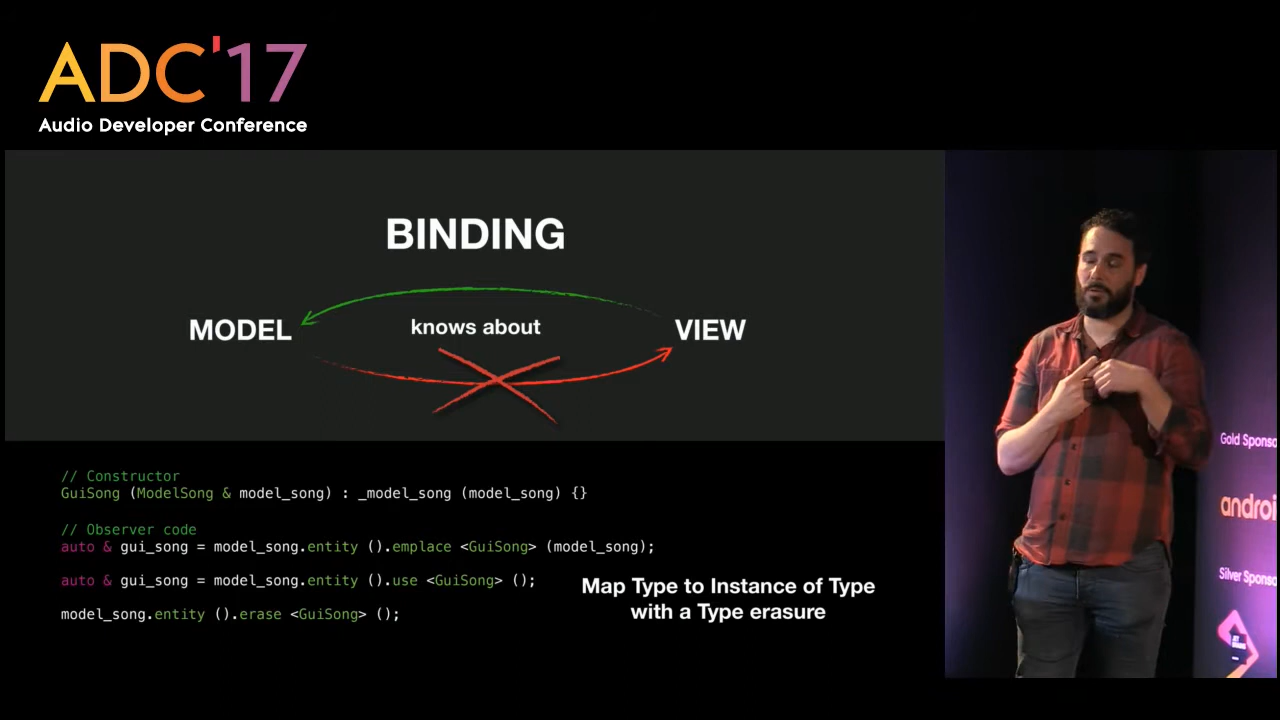 ADC'17
Audio Developer Conference
BINDING
MODEL
knows about
VIEW
// Constructor
GuiSong (ModelSong & model_song) : _model_song (model_song) {}
// Observer code
auto & gui_song = model_song.entity ().emplace <GuiSong> (model_song);
auto & gui_song = model_song.entity ().use <GuiSong> ();
model_song.entity ().erase <GuiSong> ();
Map Type to Instance of Type
with a Type erasure
Gold Sponso
androi
Silver Sponso